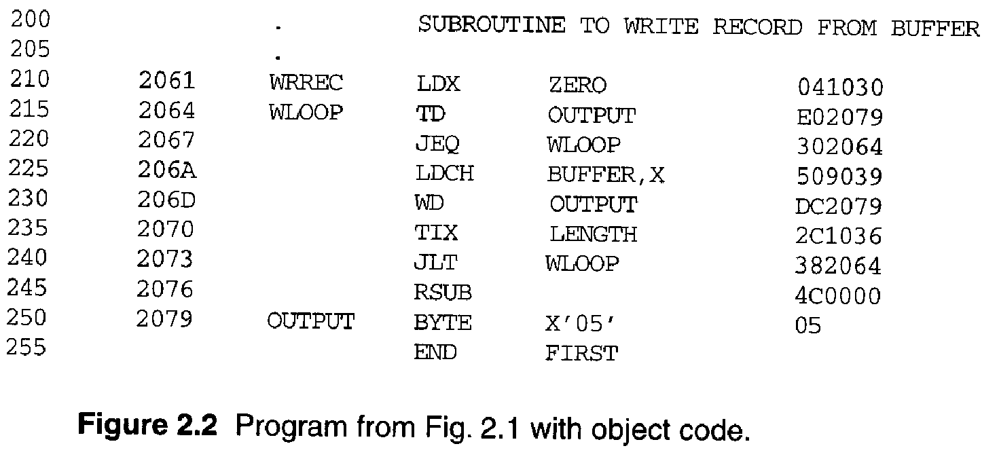 200 . SUBROUTINE TO WRITE RECORD FROM BUFFER
205 .
210 2061 WRREC LDX ZERO 041030
215 2064 WLOOP TD OUTPUT E02079
220 2067 JEQ WLOOP 302064
225 206A LDCH BUFFER,X 509039
230 206D WD OUTPUT DC2079
235 2070 TIX LENGTH 2C1036
240 2073 JLT WLOOP 382064
245 2076 RSUB 4C0000
250 2079 OUTPUT BYTE X'05' 05
255 END FIRST
Figure 2.2 Program from Fig. 2.1 with object code.